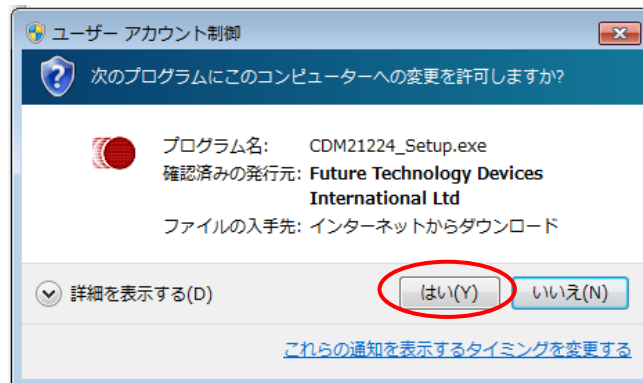 ユーザー アカウント制御
次のプログラムにこのコンピューターへの変更を許可しますか?
プログラム名: CDM21224_Setup.exe
確認済みの発行元: Future Technology Devices
International Ltd
ファイルの入手先: インターネットからダウンロード
詳細を表示する(D) はい(Y) いいえ(N)
これらの通知を表示するタイミングを変更する